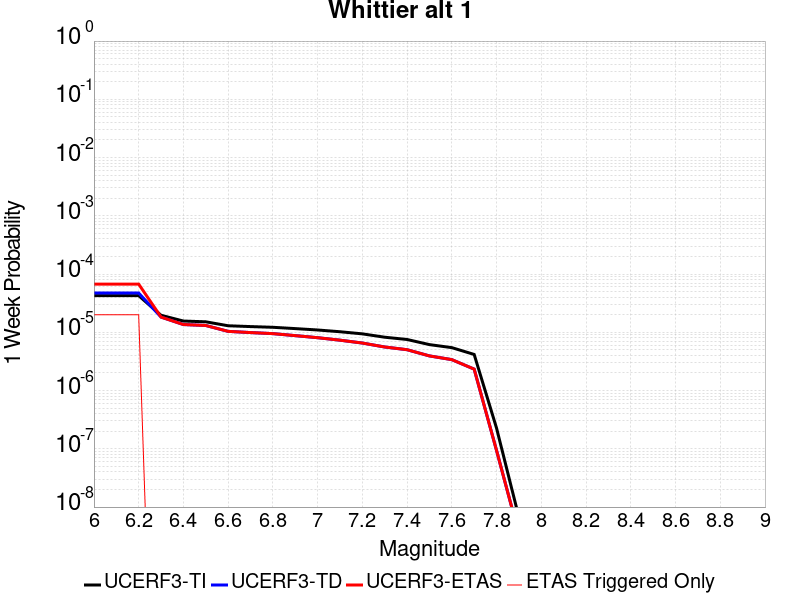 Whittier alt 1
1 Week Probability
10^0
10^-1
10^-2
10^-3
10^-4
10^-5
10^-6
10^-7
10^-8
6 6.2 6.4 6.6 6.8 7 7.2 7.4 7.6 7.8 8 8.2 8.4 8.6 8.8 9
Magnitude
UCERF3-TI UCERF3-TD UCERF3-ETAS ETAS Triggered Only